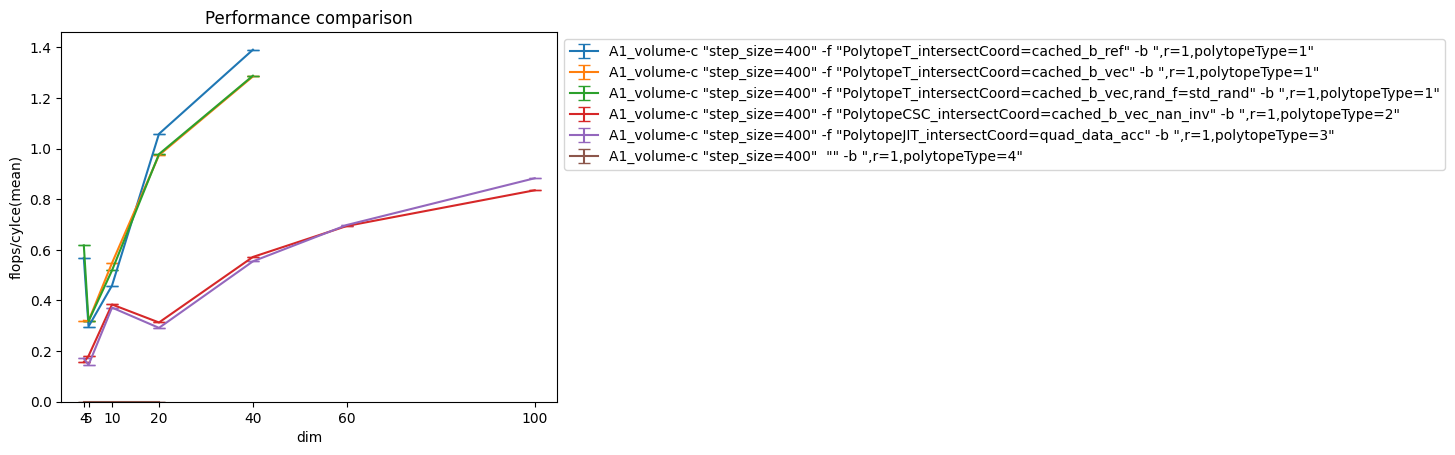 Performance comparison
A1_volume-c "step_size=400" -f "PolytopeT_intersectCoord=cached_b_ref" -b ",r=1,polytopeType=1"
A1_volume-c "step_size=400" -f "PolytopeT_intersectCoord=cached_b_vec" -b ",r=1,polytopeType=1"
A1_volume-c "step_size=400" -f "PolytopeT_intersectCoord=cached_b_vec,rand_f=std_rand" -b ",r=1,polytopeType=1"
A1_volume-c "step_size=400" -f "PolytopeCSC_intersectCoord=cached_b_vec_nan_inv" -b ",r=1,polytopeType=2"
A1_volume-c "step_size=400" -f "PolytopeJIT_intersectCoord=quad_data_acc" -b ",r=1,polytopeType=3"
A1_volume-c "step_size=400"  "" -b ",r=1,polytopeType=4"
flops/cylce(mean)
1.4
1.2
1.0
0.8
0.6
0.4
0.2
0.0
4 5 10 20 40 60 100
dim